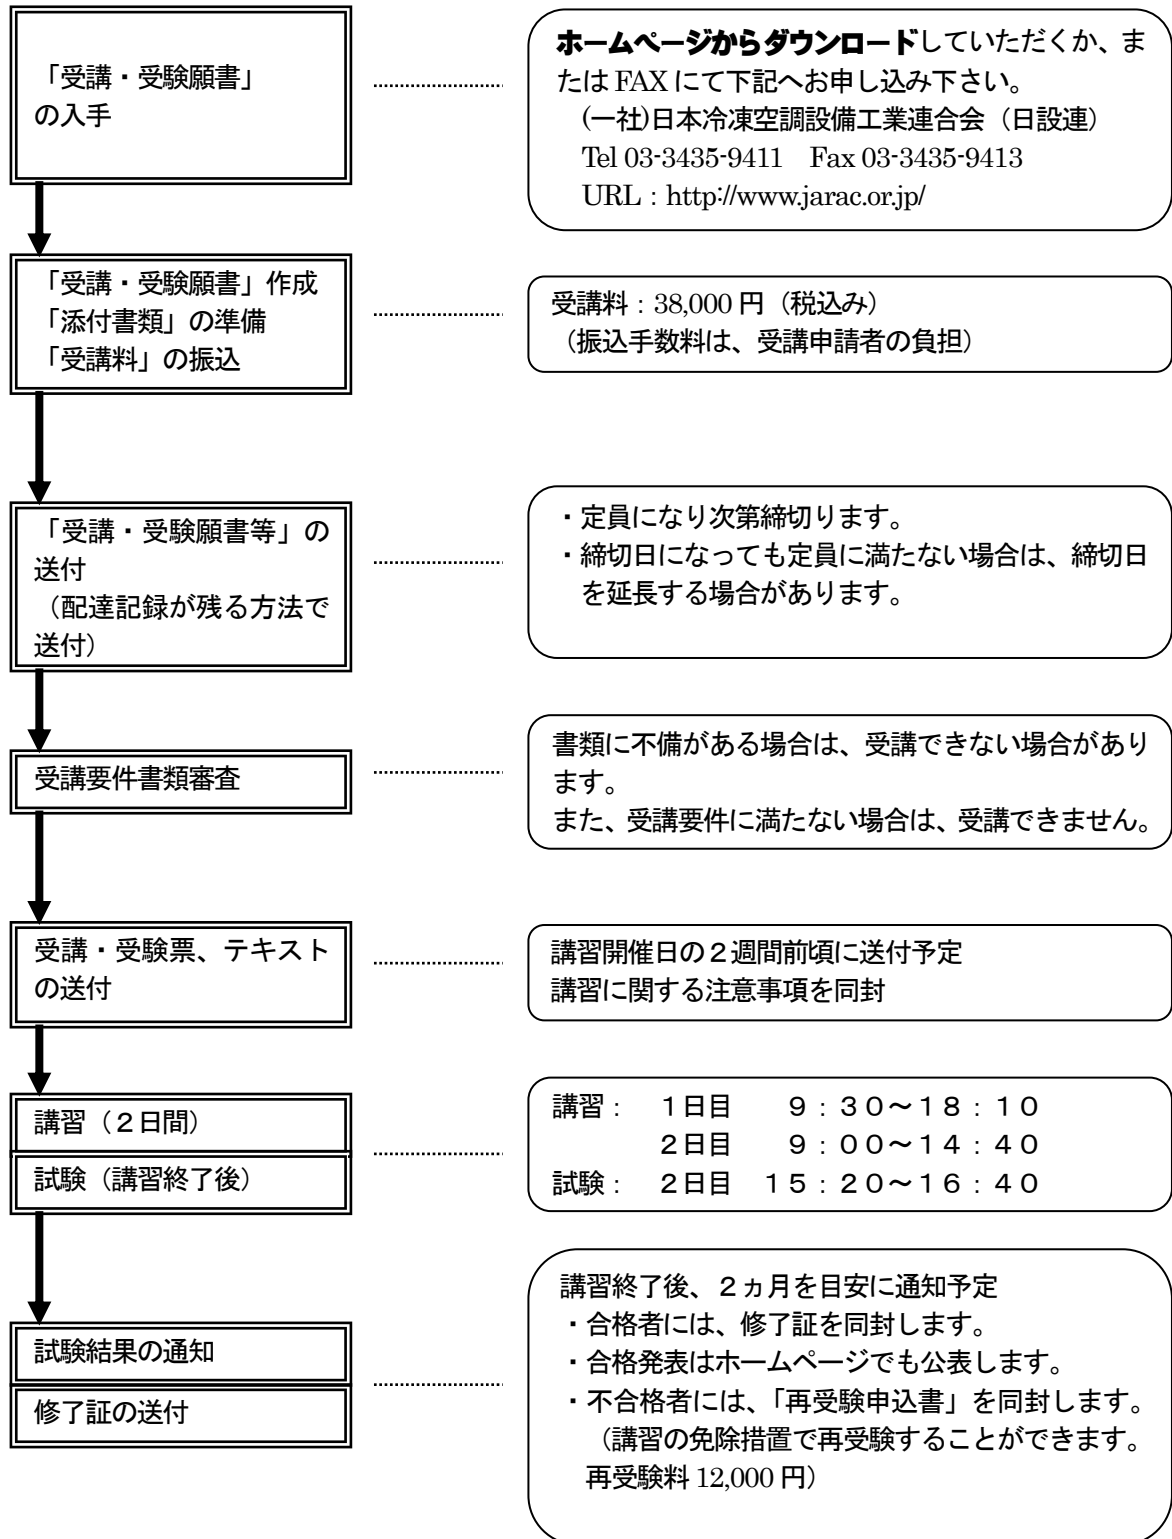 「受講・受験願書」
の入手
ホームページからダウンロードしていただくか、ま
たは FAX にて下記へお申し込み下さい。
(一社)日本冷凍空調設備工業連合会（日設連）
Tel 03-3435-9411　Fax 03-3435-9413
URL：http://www.jarac.or.jp/
「受講・受験願書」作成
「添付書類」の準備
「受講料」の振込
受講料：38,000 円（税込み）
（振込手数料は、受講申請者の負担）
「受講・受験願書等」の
送付
（配達記録が残る方法で
送付）
・定員になり次第締切ります。
・締切日になっても定員に満たない場合は、締切日
を延長する場合があります。
受講要件書類審査
書類に不備がある場合は、受講できない場合があり
ます。
また、受講要件に満たない場合は、受講できません。
受講・受験票、テキスト
の送付
講習開催日の２週間前頃に送付予定
講習に関する注意事項を同封
講習（２日間）
試験（講習終了後）
講習：　１日目　　９：３０～１８：１０
２日目　　９：００～１４：４０
試験：　２日目　１５：２０～１６：４０
試験結果の通知
修了証の送付
講習終了後、２ヵ月を目安に通知予定
・合格者には、修了証を同封します。
・合格発表はホームページでも公表します。
・不合格者には、「再受験申込書」を同封します。
（講習の免除措置で再受験することができます。
再受験料 12,000 円）